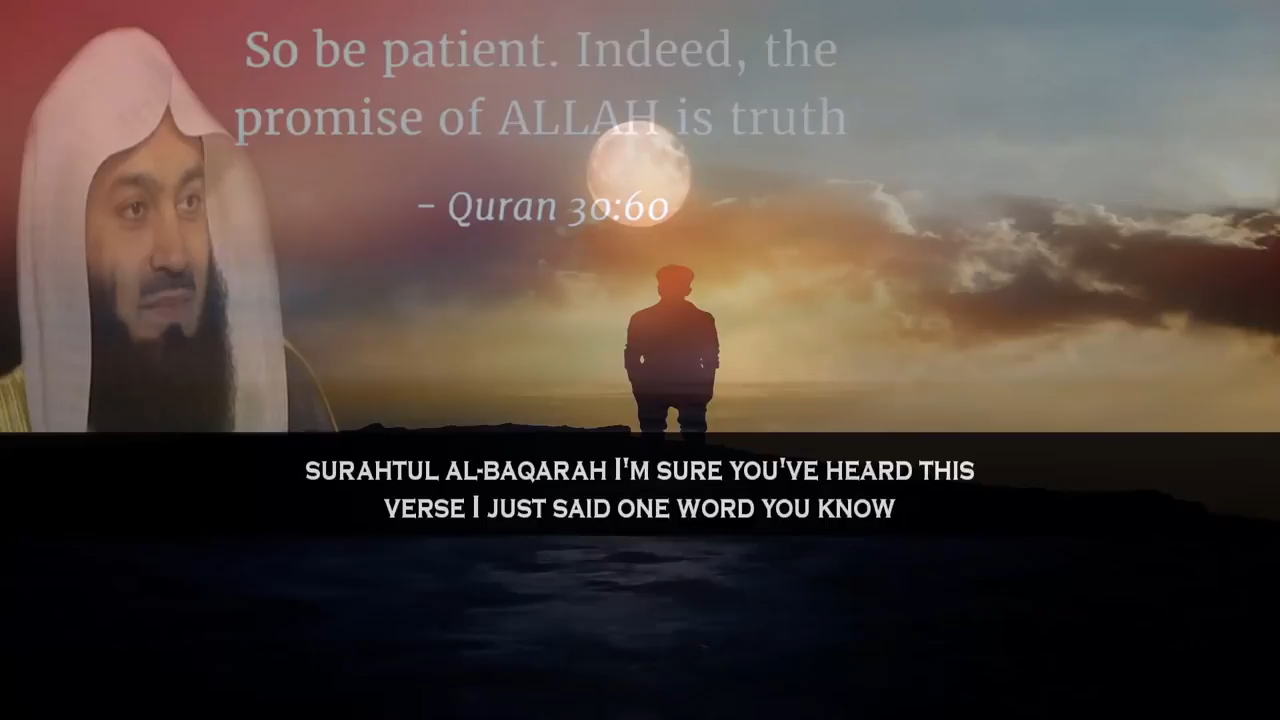 So be patient. Indeed, the
promise of ALLAH is truth
- Quran 30:60
SURAHTUL AL-BAQARAH I'M SURE YOU'VE HEARD THIS
VERSE I JUST SAID ONE WORD YOU KNOW